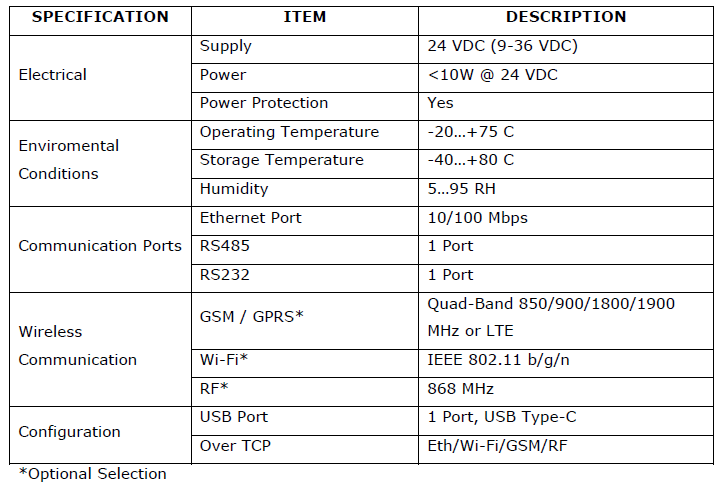 SPECIFICATION ITEM DESCRIPTION
Electrical
Supply 24 VDC (9-36 VDC)
Power <10W @ 24 VDC
Power Protection Yes
Enviromental
Conditions
Operating Temperature -20...+75 C
Storage Temperature -40...+80 C
Humidity 5...95 RH
Communication Ports
Ethernet Port 10/100 Mbps
RS485 1 Port
RS232 1 Port
Wireless
Communication
GSM / GPRS* Quad-Band 850/900/1800/1900
MHz or LTE
Wi-Fi* IEEE 802.11 b/g/n
RF* 868 MHz
Configuration
USB Port 1 Port, USB Type-C
Over TCP Eth/Wi-Fi/GSM/RF
*Optional Selection